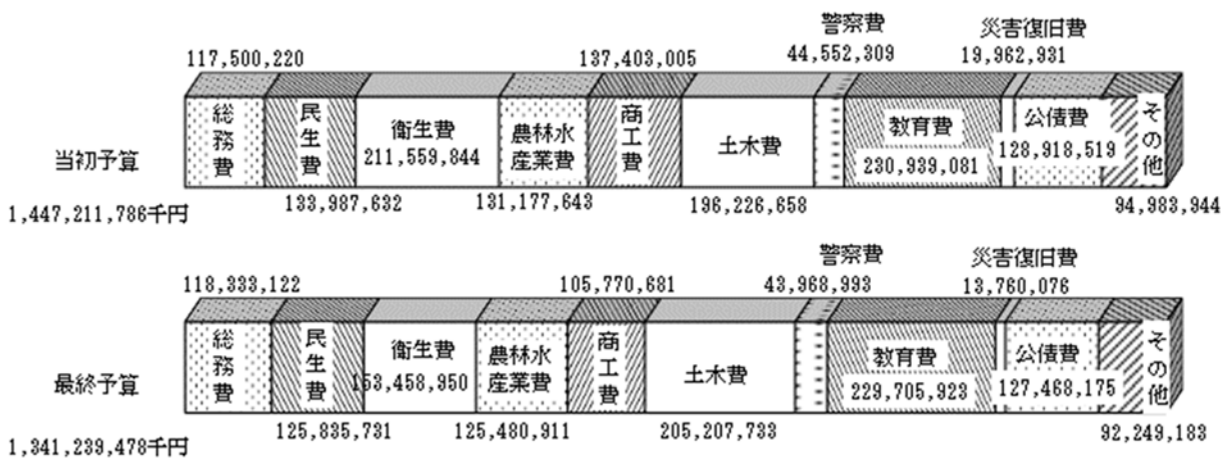 警察費 災害復旧費
117,500,220 137,403,005 44,552,309 19,962,931
当初予算
総務費 民生費 衛生費 農林水産業費 商工費 土木費 教育費 公債費 その他
211,559,844 230,939,081 128,918,519
1,447,211,786千円
133,987,632 131,177,643 196,226,658 94,983,944
警察費 災害復旧費
118,333,122 105,770,681 43,968,993 13,760,076
最終予算
総務費 民生費 衛生費 農林水産業費 商工費 土木費 教育費 公債費 その他
153,458,950 229,705,923 127,468,175
1,341,239,478千円
125,835,731 125,480,911 205,207,733 92,249,183